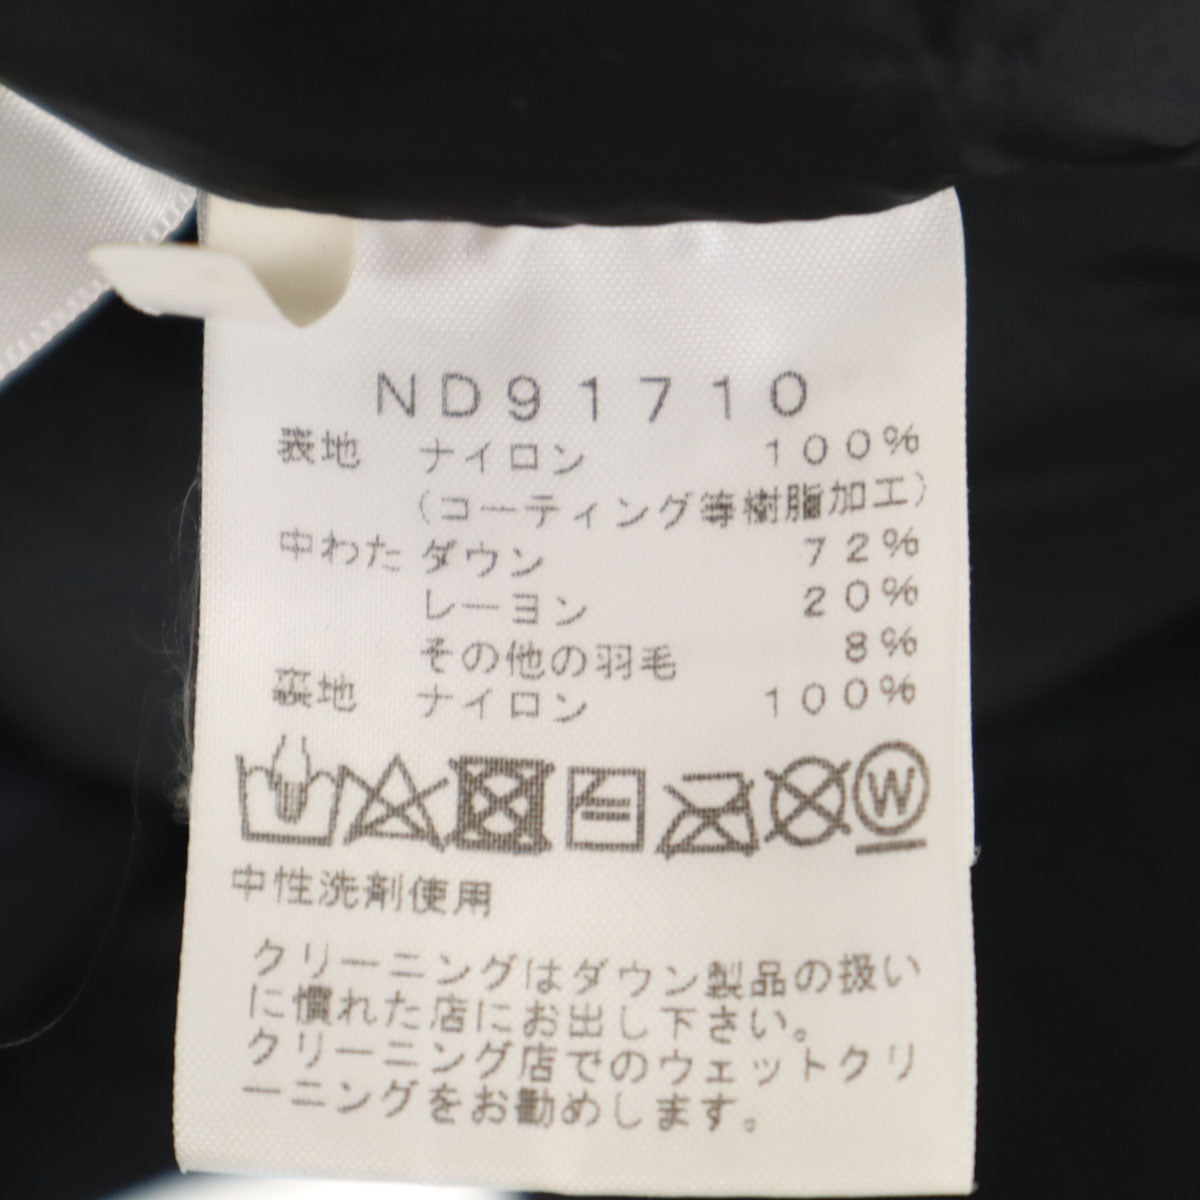 ND91710
表地 ナイロン 100%
(コーティング等樹脂加工)
中わた ダウン 72%
レーヨン 20%
その他の羽毛 8%
裏地 ナイロン 100%
W
中性洗剤使用
クリーニングはダウン製品の扱い
に慣れた店にお出し下さい。
クリーニング店でのウェットクリ
ーニングをお勧めします。